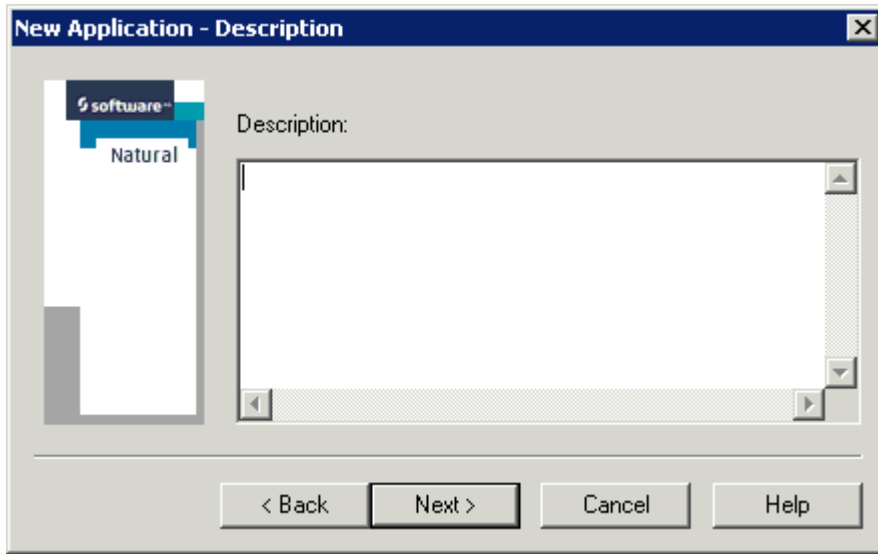 New Application - Description
software
Natural
Description:
< Back
Next >
Cancel
Help